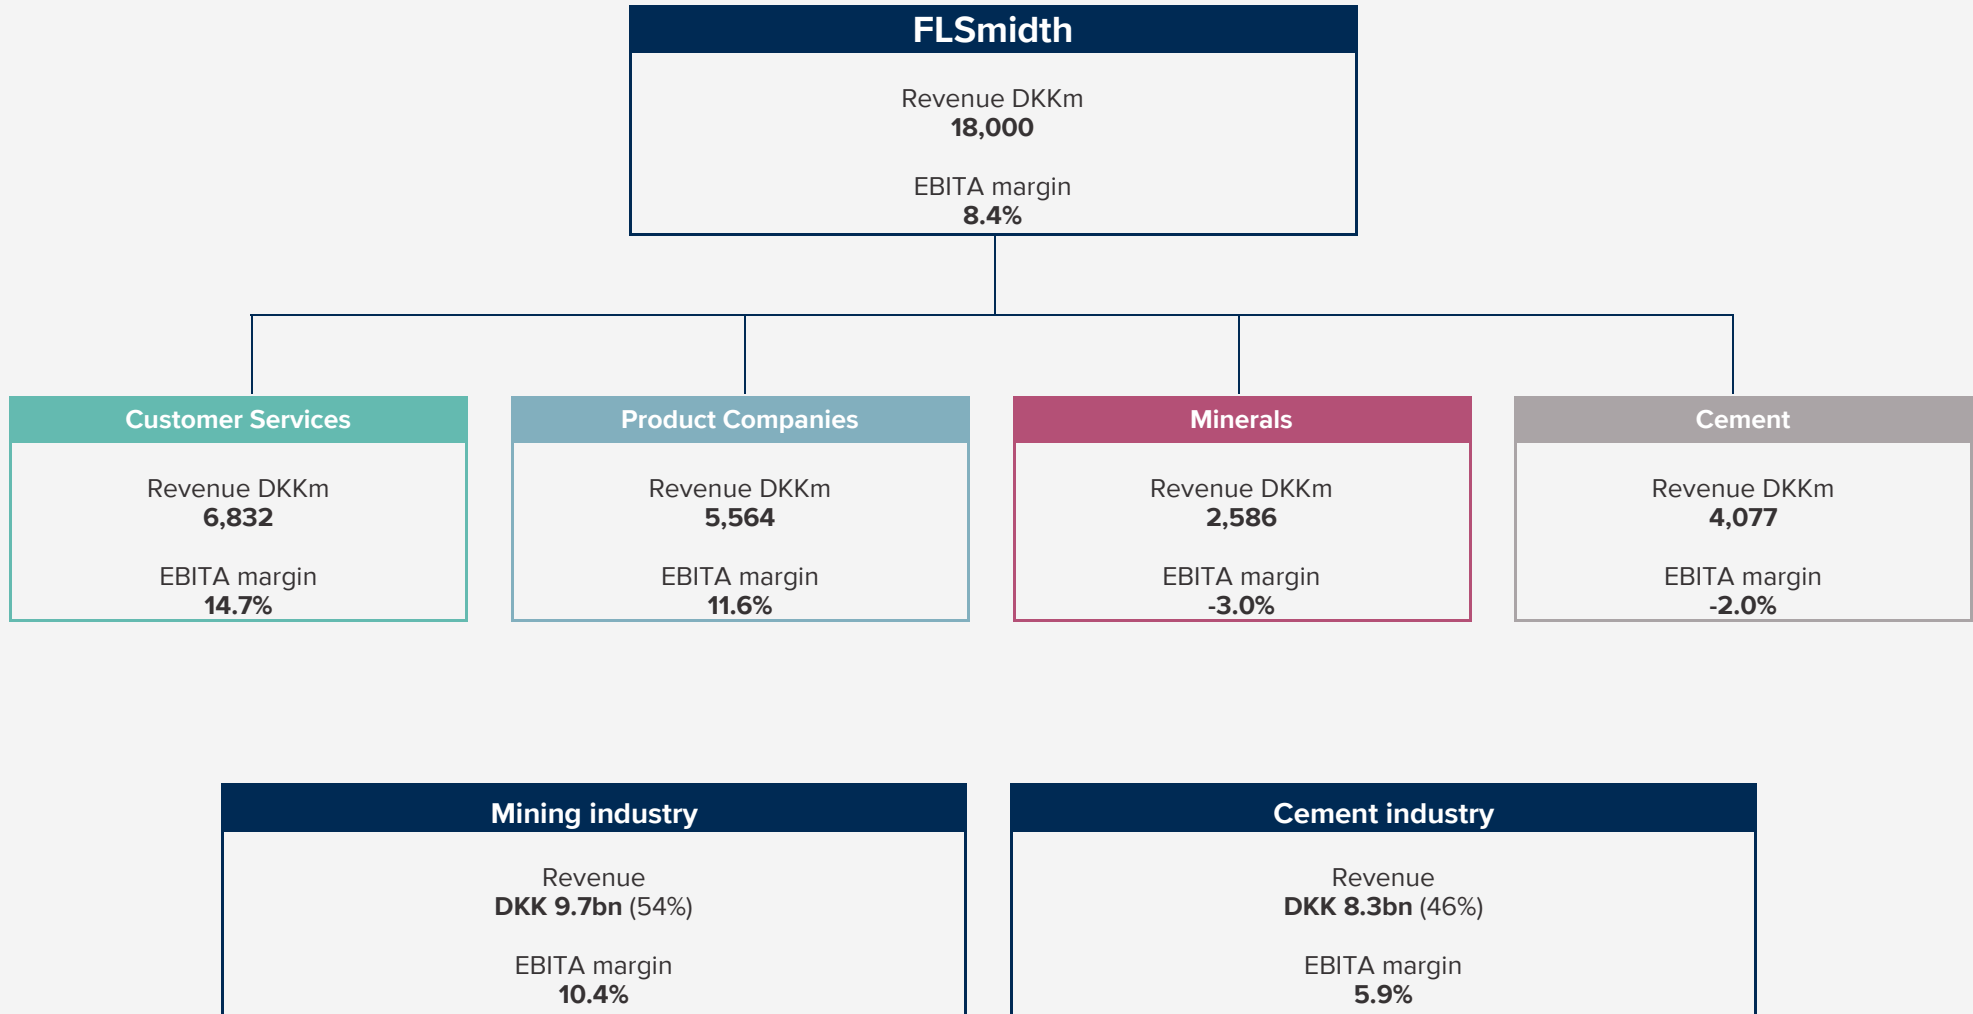 FLSmidth
Revenue DKKm
18,000
EBITA margin
8.4%
Customer Services
Revenue DKKm
6,832
EBITA margin
14.7%
Product Companies
Revenue DKKm
5,564
EBITA margin
11.6%
Minerals
Revenue DKKm
2,586
EBITA margin
-3.0%
Cement
Revenue DKKm
4,077
EBITA margin
-2.0%
Mining industry
Revenue
DKK 9.7bn (54%)
EBITA margin
10.4%
Cement industry
Revenue
DKK 8.3bn (46%)
EBITA margin
5.9%